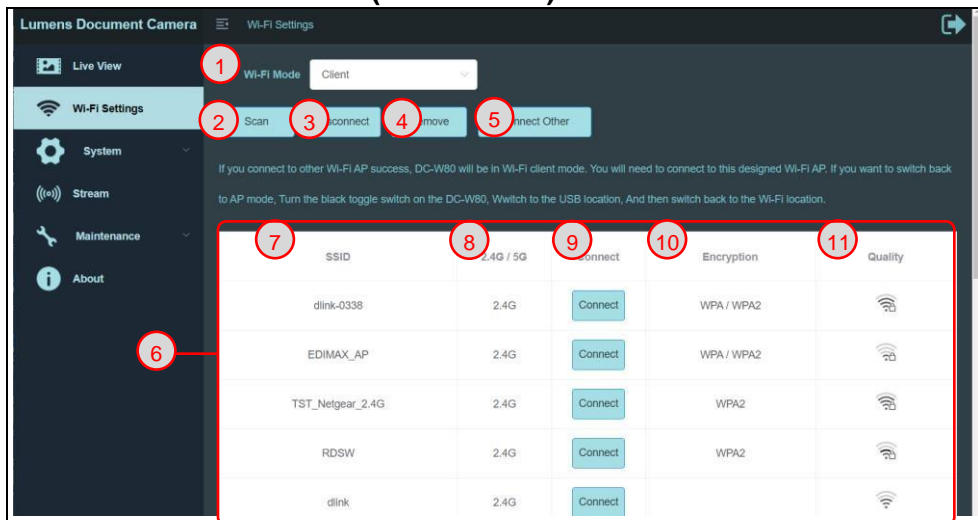 Lumens Document Camera Wi-Fi Settings
Live View
Wi-Fi Settings
System
Stream
Maintenance
About
1 Wi-Fi Mode Client
2 Scan 3 4 5 Other
If you connect to other Wi-Fi AP success, DC-W80 will be in Wi-Fi client mode. You will need to connect to this designed Wi-Fi AP. If you want to switch back
to AP mode, Turn the black toggle switch on the DC-W80, Wwitch to the USB location, And then switch back to the Wi-Fi location.
6
7 SSID 8 2.4G / 5G 9 Connect 10 Encryption 11 Quality
dlink-0338 2.4G Connect WPA / WPA2
EDIMAX_AP 2.4G Connect WPA / WPA2
TST_Netgear_2.4G 2.4G Connect WPA2
RDSW 2.4G Connect WPA2
dlink 2.4G Connect